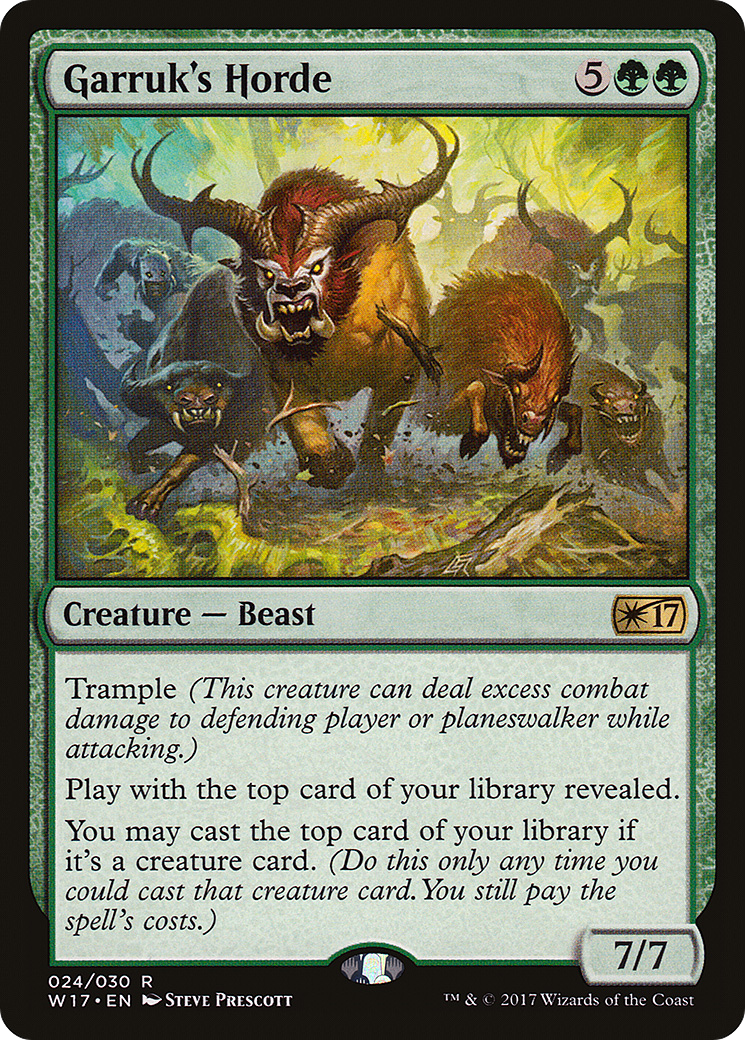 Garruk's Horde 5
Creature — Beast 17
Trample (This creature can deal excess combat
damage to defending player or planeswalker while
attacking.)
Play with the top card of your library revealed.
You may cast the top card of your library if
it's a creature card. (Do this only any time you
could cast that creature card. You still pay the
spell's costs.)
7/7
024/030 R
W17 • EN STEVE PRESCOTT ™ & © 2017 Wizards of the Coast